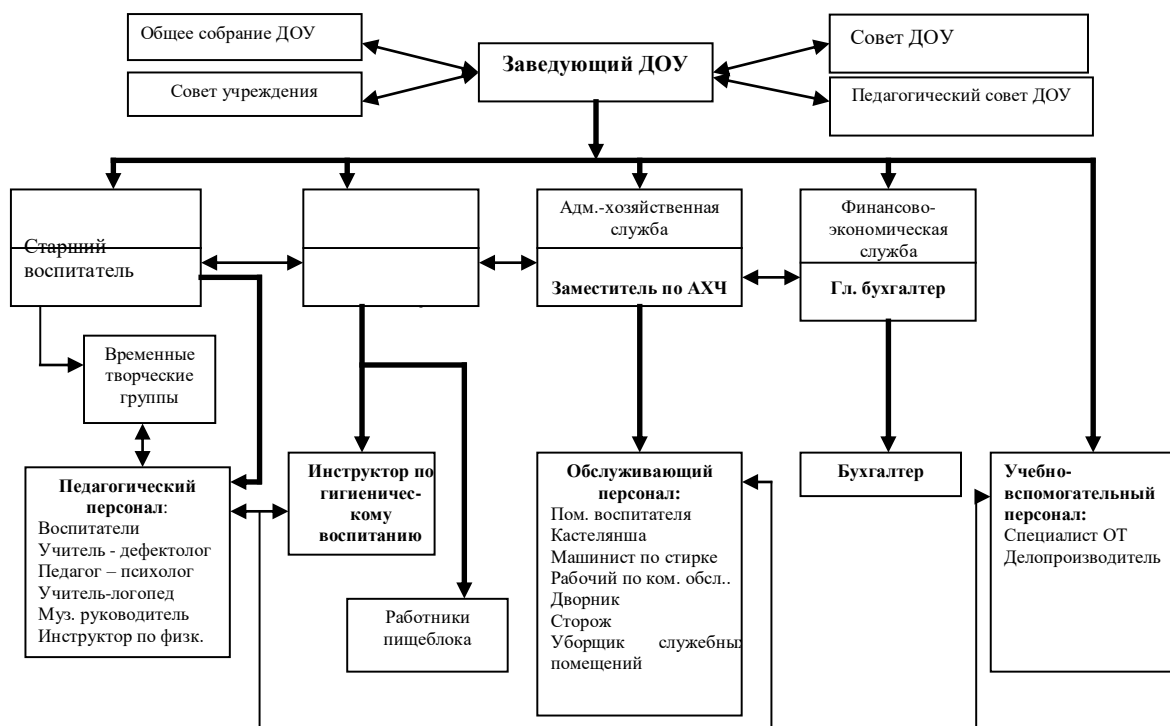 Общее собрание ДОУ
Совет учреждения
Заведующий ДОУ
Совет ДОУ
Педагогический совет ДОУ
Старший
воспитатель
Адм.-хозяйственная
служба
Заместитель по АХЧ
Финансово-
экономическая
служба
Гл. бухгалтер
Временные
творческие
группы
Педагогический
персонал:
Воспитатели
Учитель - дефектолог
Педагог – психолог
Учитель-логопед
Муз. руководитель
Инструктор по физк.
Инструктор по
гигиеничес-
кому
воспитанию
Работники
пищеблока
Обслуживающий
персонал:
Пом. воспитателя
Кастелянша
Машинист по стирке
Рабочий по ком. обсл..
Дворник
Сторож
Уборщик служебных
помещений
Бухгалтер
Учебно-
вспомогательный
персонал:
Специалист ОТ
Делопроизводитель